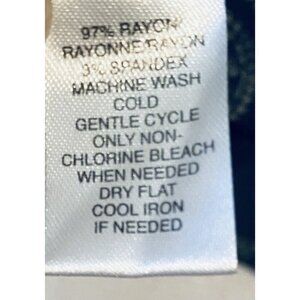 97% RAYON
RAYONNE/RAYON
3% SPANDEX
MACHINE WASH
COLD
GENTLE CYCLE
ONLY NON-
CHLORINE BLEACH
WHEN NEEDED
DRY FLAT
COOL IRON
IF NEEDED